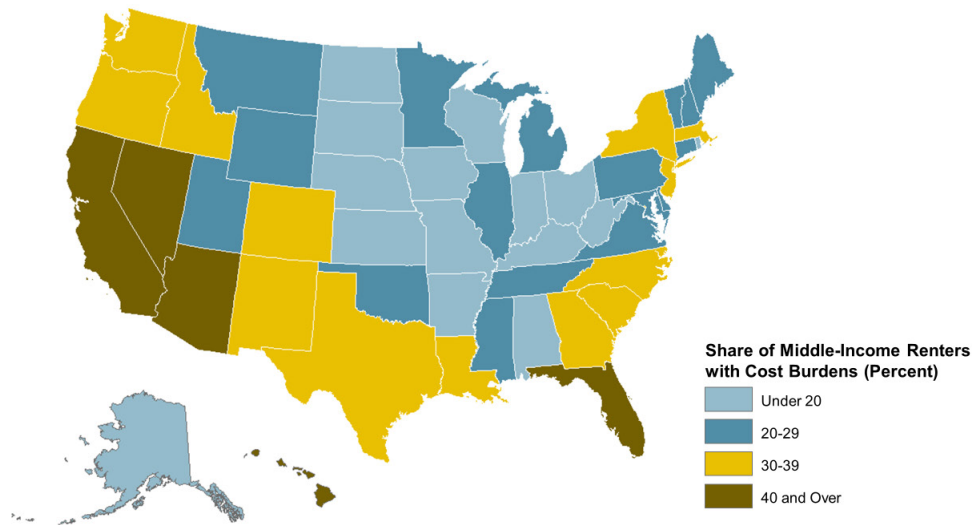 Share of Middle-Income Renters
with Cost Burdens (Percent)
Under 20
20-29
30-39
40 and Over